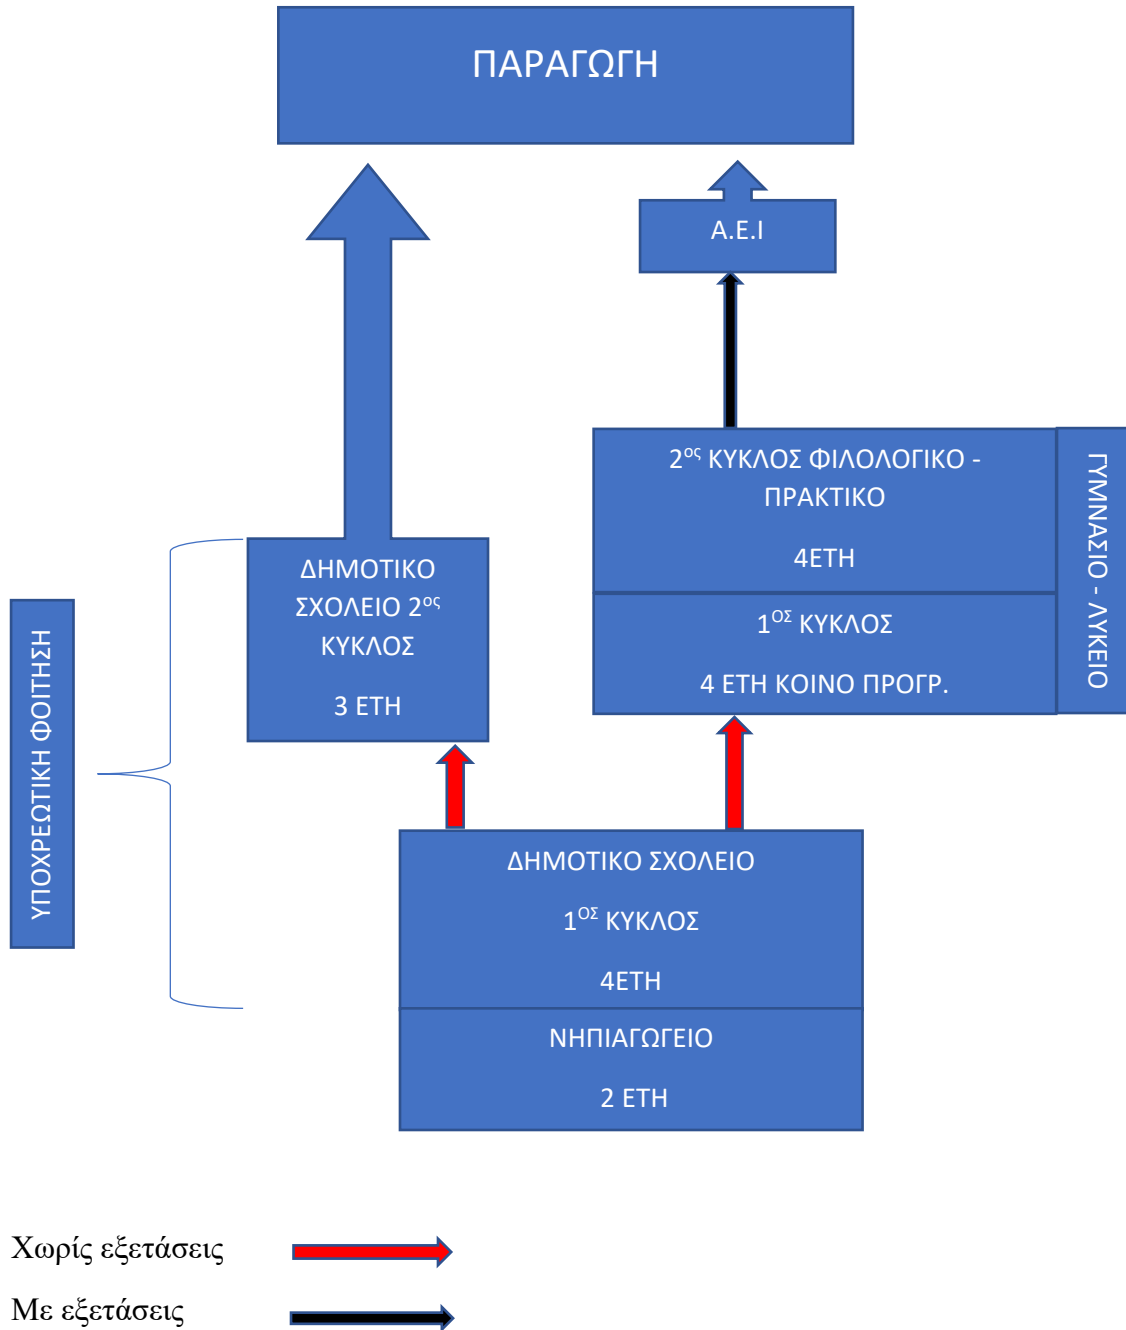 ΠΑΡΑΓΩΓΗ
Α.Ε.Ι
2ος ΚΥΚΛΟΣ ΦΙΛΟΛΟΓΙΚΟ -
ΠΡΑΚΤΙΚΟ
4ΕΤΗ
1ΟΣ ΚΥΚΛΟΣ
4 ΕΤΗ ΚΟΙΝΟ ΠΡΟΓΡ.
ΓΥΜΝΑΣΙΟ - ΛΥΚΕΙΟ
ΔΗΜΟΤΙΚΟ
ΣΧΟΛΕΙΟ 2ος
ΚΥΚΛΟΣ
3 ΕΤΗ
ΥΠΟΧΡΕΩΤΙΚΗ ΦΟΙΤΗΣΗ
ΔΗΜΟΤΙΚΟ ΣΧΟΛΕΙΟ
1ΟΣ ΚΥΚΛΟΣ
4ΕΤΗ
ΝΗΠΙΑΓΩΓΕΙΟ
2 ΕΤΗ
Χωρίς εξετάσεις
Με εξετάσεις